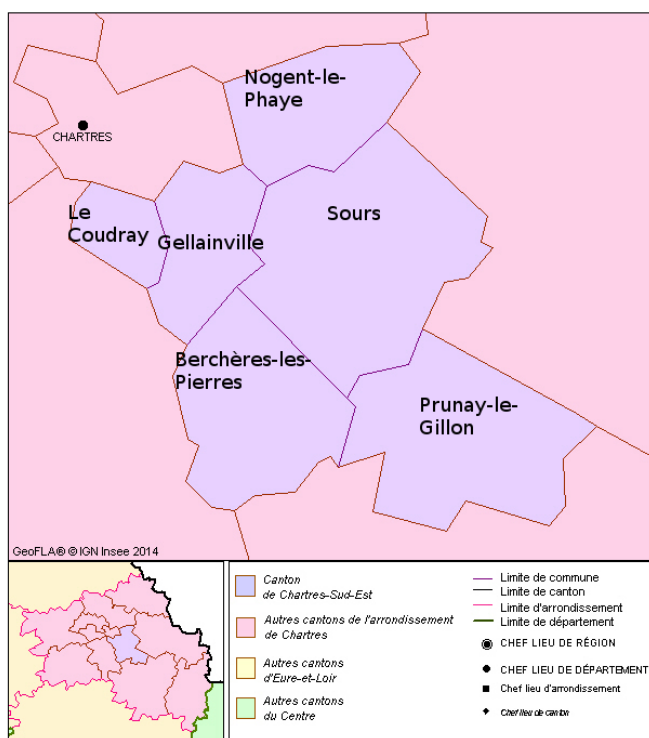 Nogent-le-
Phaye
CHARTRES
Le
Coudray
Gellainville
Sours
Berchères-les-
Pierres
Prunay-le-
Gillon
GeoFLA® © IGN Insee 2014
Canton
de Chartres-Sud-Est
Autres cantons de l'arrondissement
de Chartres
Autres cantons
d'Eure-et-Loir
Autres cantons
du Centre
Limite de commune
Limite de canton
Limite d'arrondissement
Limite de département
CHEF LIEU DE RÉGION
CHEF LIEU DE DÉPARTEMENT
Chef lieu d'arrondissement
Chef lieu de canton